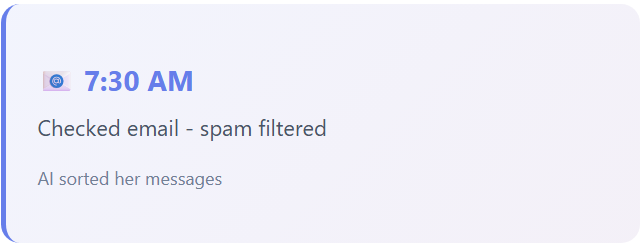 7:30 AM
Checked email - spam filtered
AI sorted her messages